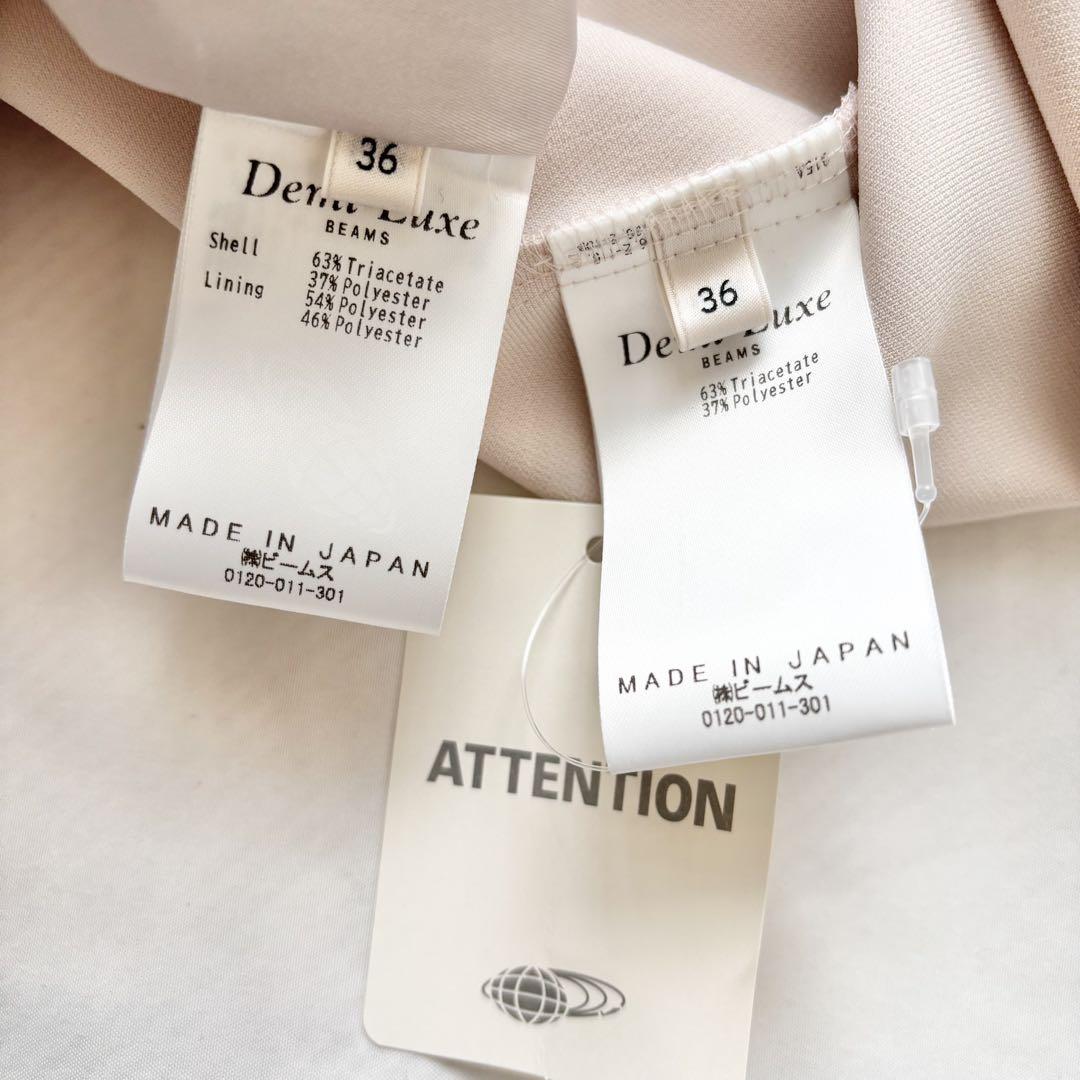 36
Demi-Luxe
BEAMS
Shell
63% Triacetate
37% Polyester
Lining
54% Polyester
46% Polyester
MADE IN JAPAN
㈱ビームス
0120-011-301
36
Demi-Luxe
BEAMS
63% Triacetate
37% Polyester
MADE IN JAPAN
㈱ビームス
0120-011-301
ATTENTION